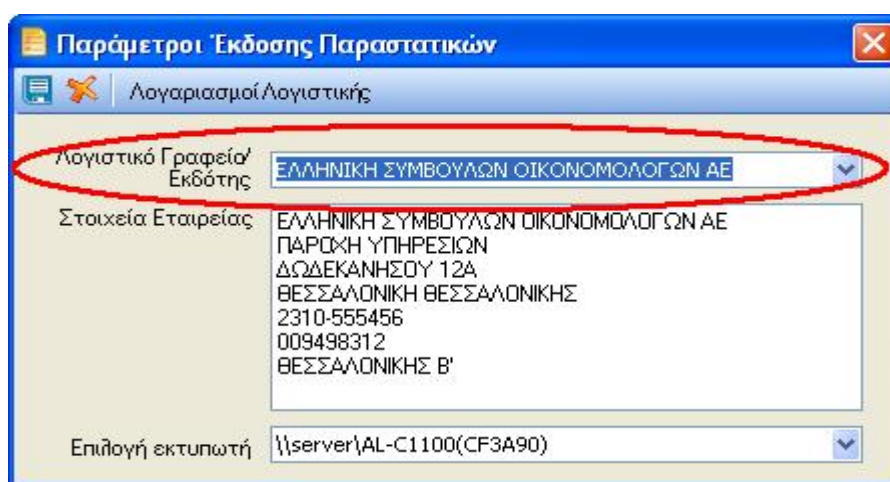 Παράμετροι Έκδοσης Παραστατικών
Λογαριασμοί Λογιστικής
Λογιστικό Γραφείο/
Εκδότης
ΕΛΛΗΝΙΚΗ ΣΥΜΒΟΥΛΩΝ ΟΙΚΟΝΟΜΟΛΟΓΩΝ ΑΕ
Στοιχεία Εταιρείας
ΕΛΛΗΝΙΚΗ ΣΥΜΒΟΥΛΩΝ ΟΙΚΟΝΟΜΟΛΟΓΩΝ ΑΕ
ΠΑΡΟΧΗ ΥΠΗΡΕΣΙΩΝ
ΔΩΔΕΚΑΝΗΣΟΥ 12Α
ΘΕΣΣΑΛΟΝΙΚΗ ΘΕΣΣΑΛΟΝΙΚΗΣ
2310-555456
009498312
ΘΕΣΣΑΛΟΝΙΚΗΣ Β'
Επιλογή εκτυπωτή
\\server\AL-C1100(CF3A90)